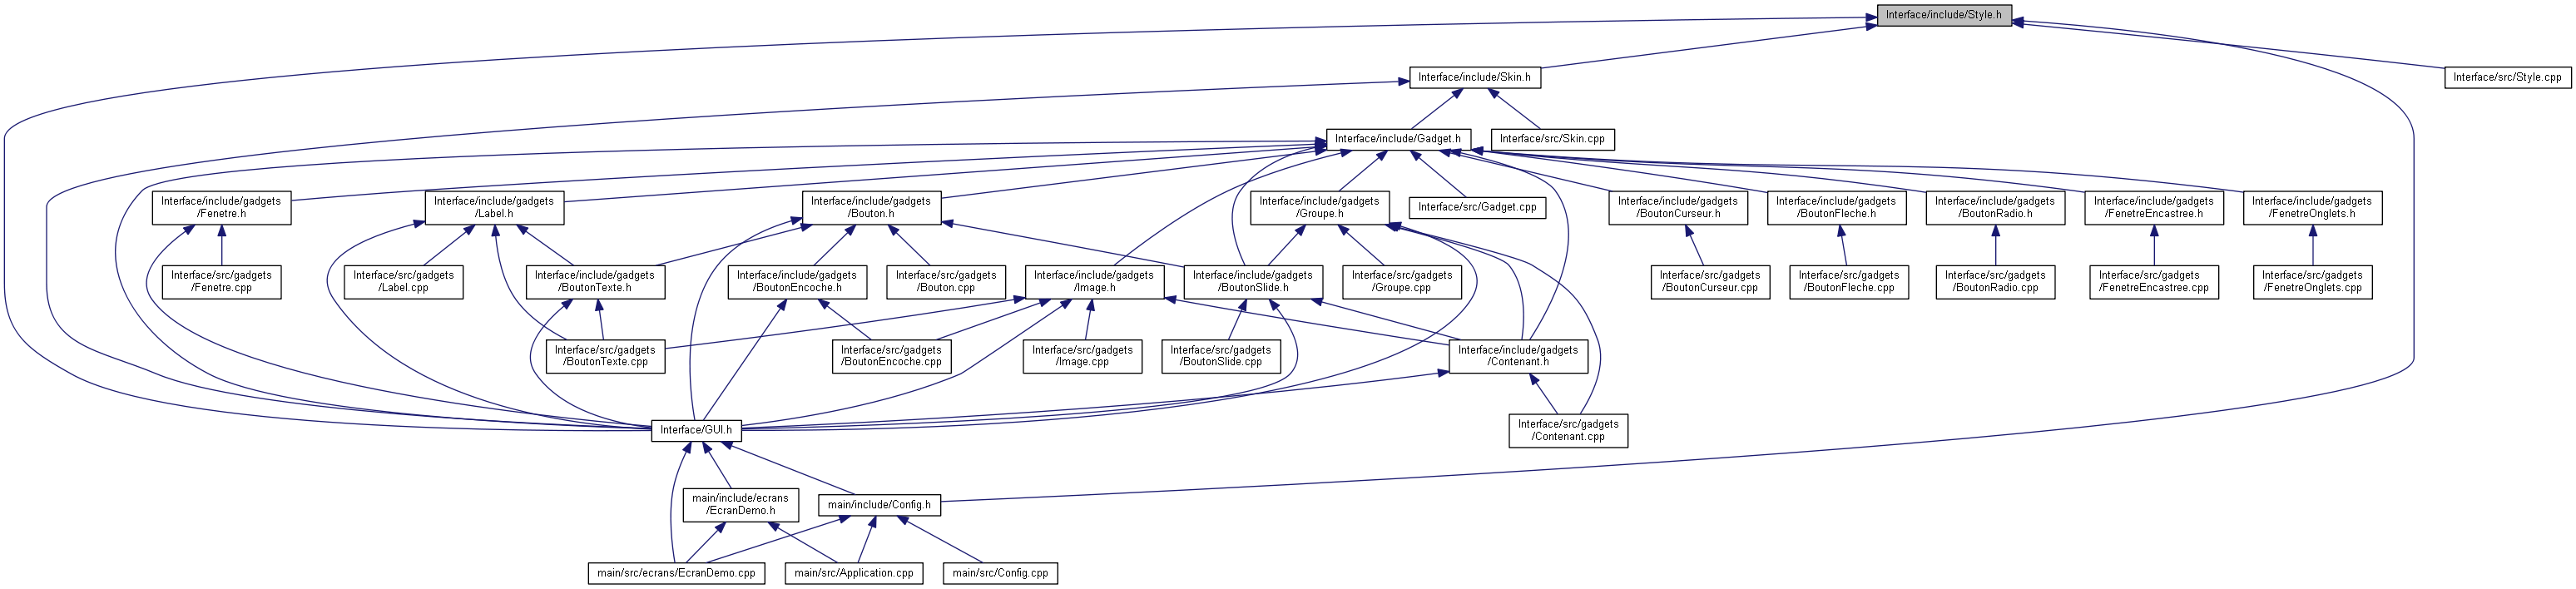 Interface/include/Style.h
Interface/include/Skin.h
Interface/src/Style.cpp
Interface/include/Gadget.h
Interface/src/Skin.cpp
Interface/include/gadgets
/Fenetre.h
Interface/include/gadgets
/Label.h
Interface/include/gadgets
/Bouton.h
Interface/include/gadgets
/Groupe.h
Interface/src/Gadget.cpp
Interface/include/gadgets
/BoutonCurseur.h
Interface/include/gadgets
/BoutonFleche.h
Interface/include/gadgets
/BoutonRadio.h
Interface/include/gadgets
/FenetreEncastree.h
Interface/include/gadgets
/FenetreOnglets.h
Interface/src/gadgets
/Fenetre.cpp
Interface/src/gadgets
/Label.cpp
Interface/include/gadgets
/BoutonTexte.h
Interface/include/gadgets
/BoutonEncoche.h
Interface/src/gadgets
/Bouton.cpp
Interface/include/gadgets
/Image.h
Interface/include/gadgets
/BoutonSlide.h
Interface/src/gadgets
/Groupe.cpp
Interface/src/gadgets
/BoutonCurseur.cpp
Interface/src/gadgets
/BoutonFleche.cpp
Interface/src/gadgets
/BoutonRadio.cpp
Interface/src/gadgets
/FenetreEncastree.cpp
Interface/src/gadgets
/FenetreOnglets.cpp
Interface/src/gadgets
/BoutonTexte.cpp
Interface/src/gadgets
/BoutonEncoche.cpp
Interface/src/gadgets
/Image.cpp
Interface/src/gadgets
/BoutonSlide.cpp
Interface/include/gadgets
/Contenant.h
Interface/GUI.h
Interface/src/gadgets
/Contenant.cpp
main/include/ecrans
/EcranDemo.h
main/include/Config.h
main/src/ecrans/EcranDemo.cpp
main/src/Application.cpp
main/src/Config.cpp